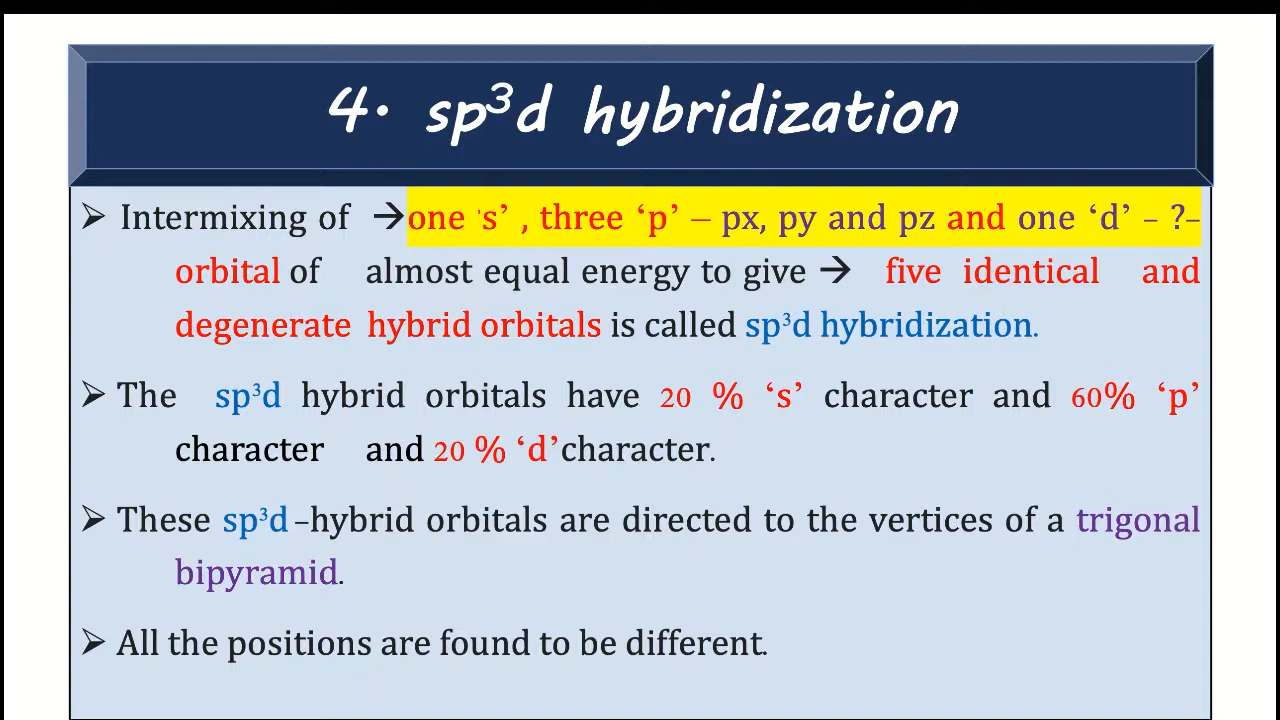 4. sp³d hybridization
➢ Intermixing of → one 's' , three ‘p’ – px, py and pz and one ‘d’ – ?–
orbital of almost equal energy to give → five identical and
degenerate hybrid orbitals is called sp³d hybridization.
➢ The sp³d hybrid orbitals have 20 % ‘s’ character and 60% ‘p’
character and 20 % ‘d’character.
➢ These sp³d –hybrid orbitals are directed to the vertices of a trigonal
bipyramid.
➢ All the positions are found to be different.